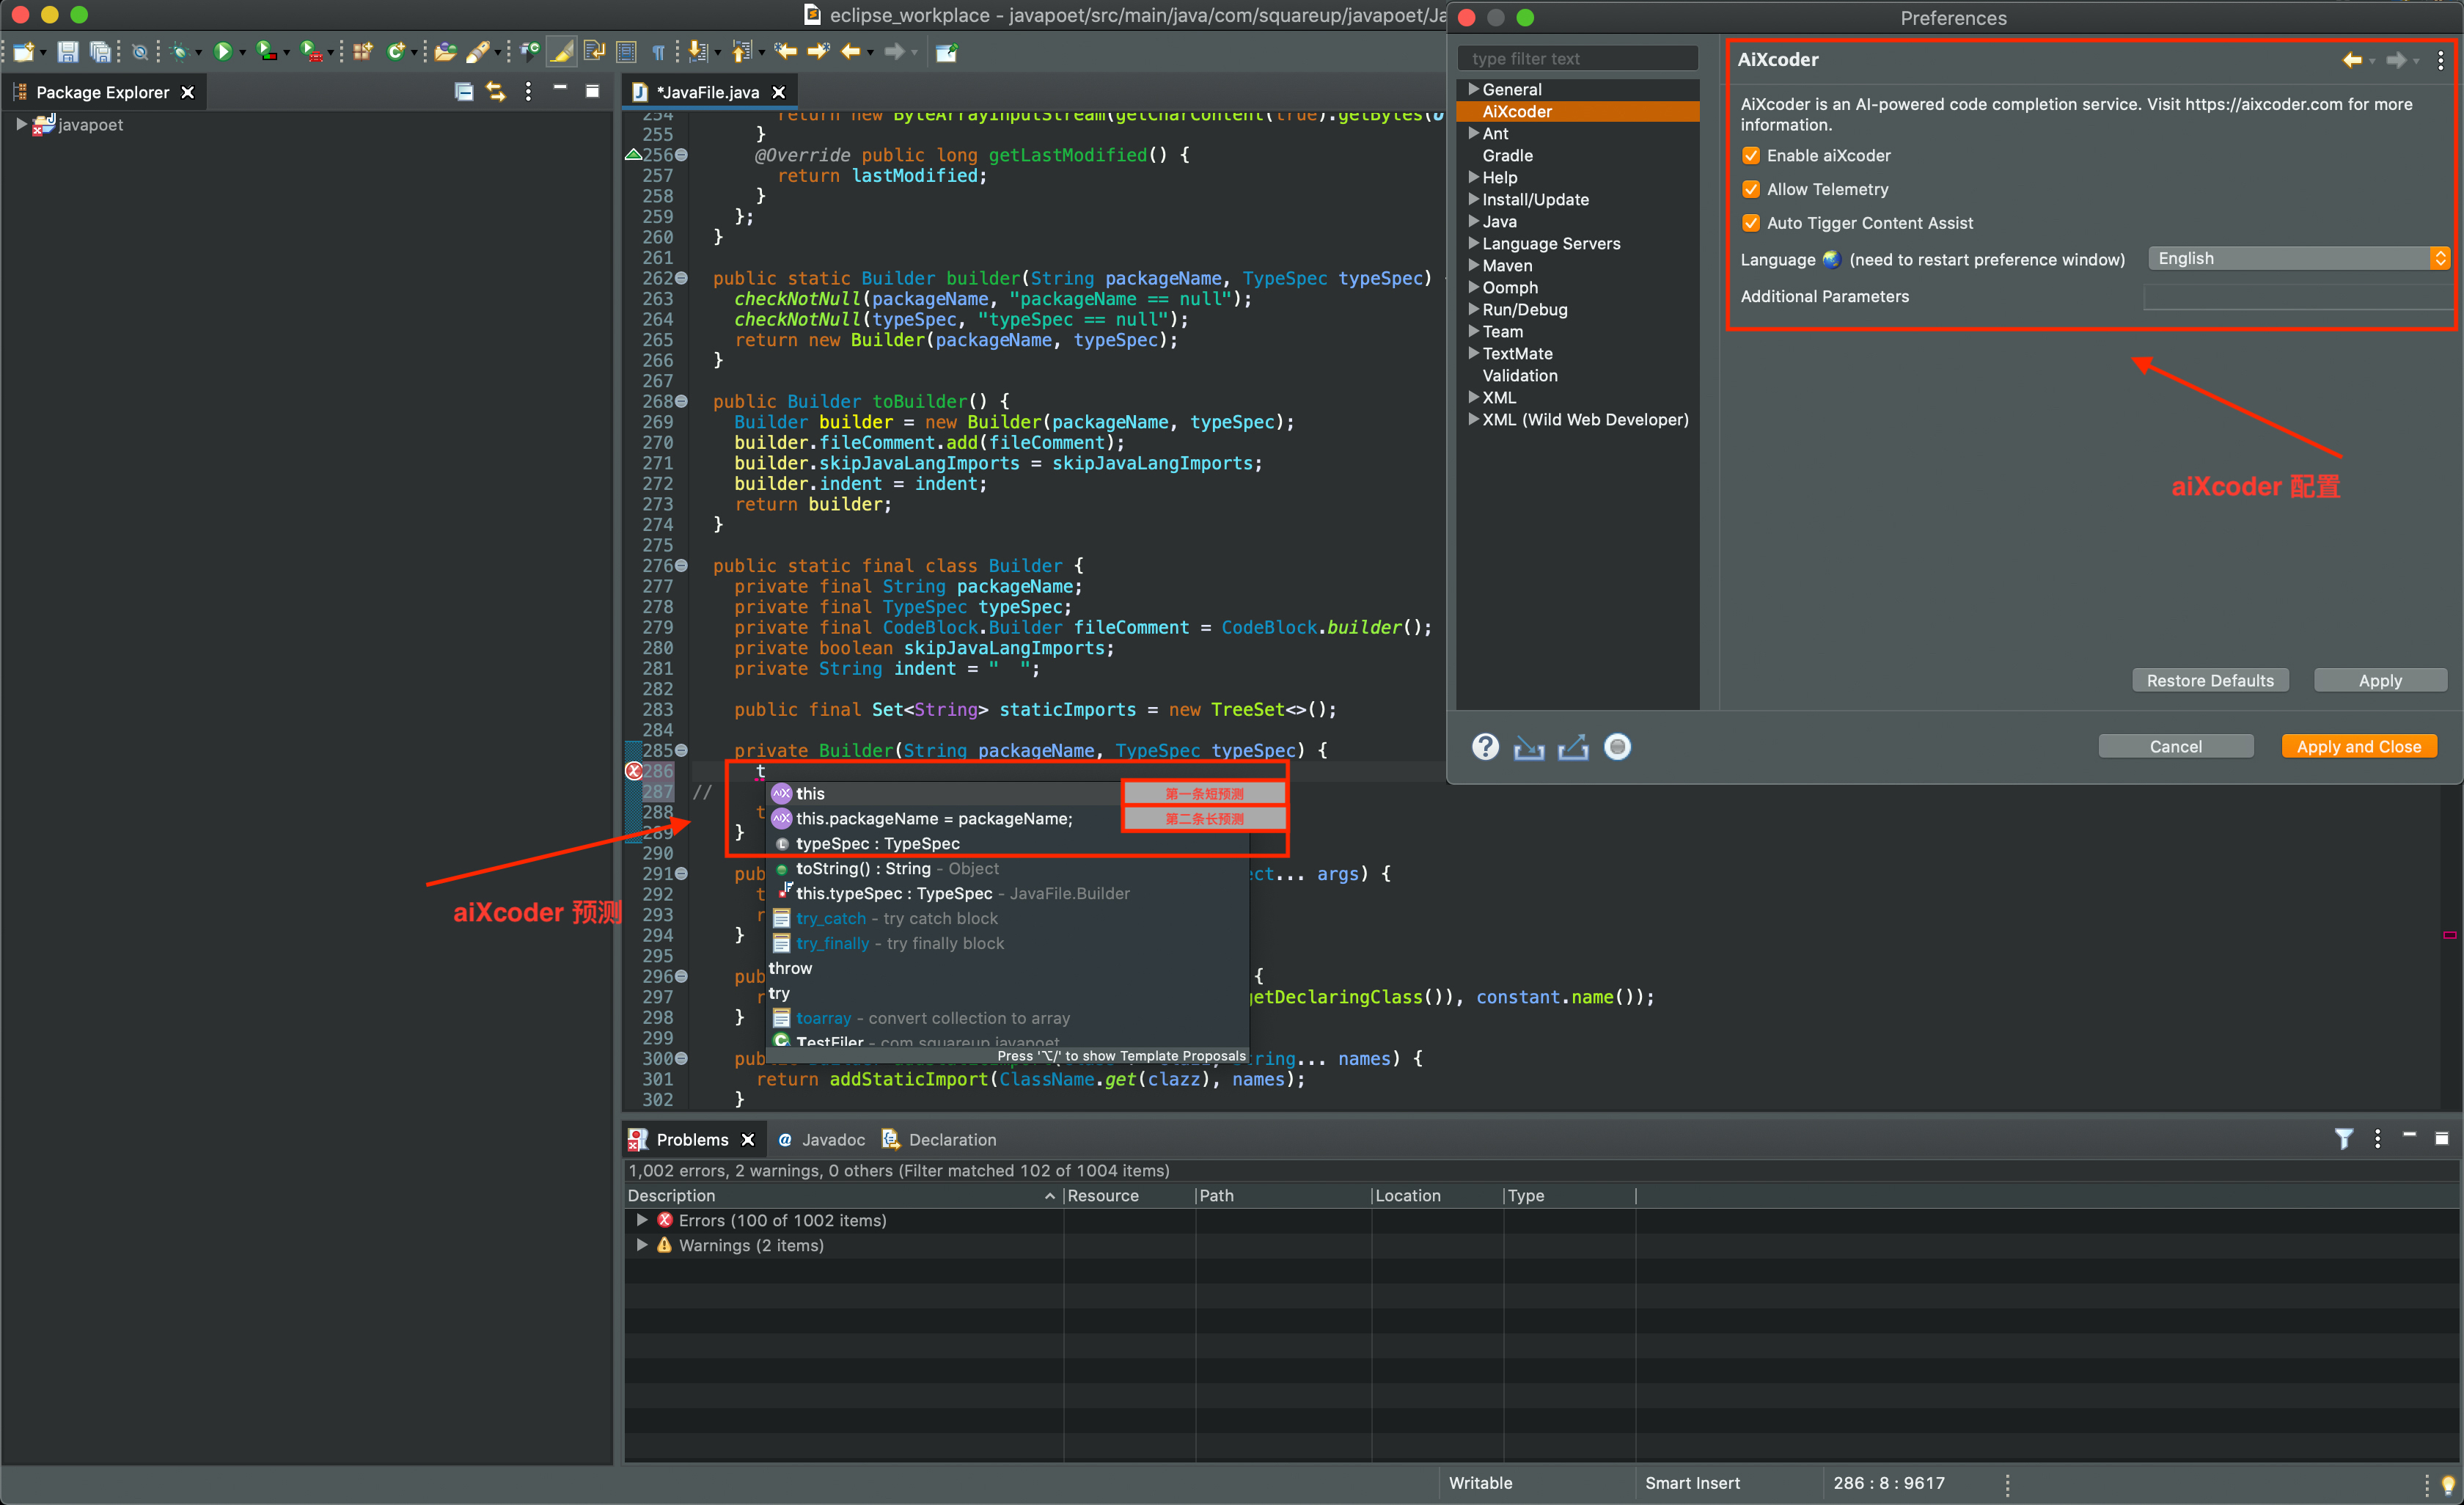 eclipse_workplace - javapoet/src/main/java/com/squareup/javapoet/Ja
Package Explorer
javapoet
*JavaFile.java
254 return new ByteArrayInputStream(getCharContent(true).getBytes(
255 }
256 @Override public long getLastModified() {
257 return lastModified;
258 }
259 };
260 }
261
262 public static Builder builder(String packageName, TypeSpec typeSpec) {
263 checkNotNull(packageName, "packageName == null");
264 checkNotNull(typeSpec, "typeSpec == null");
265 return new Builder(packageName, typeSpec);
266 }
267
268 public Builder toBuilder() {
269 Builder builder = new Builder(packageName, typeSpec);
270 builder.fileComment.add(fileComment);
271 builder.skipJavaLangImports = skipJavaLangImports;
272 builder.indent = indent;
273 return builder;
274 }
275
276 public static final class Builder {
277 private final String packageName;
278 private final TypeSpec typeSpec;
279 private final CodeBlock.Builder fileComment = CodeBlock.builder();
280 private boolean skipJavaLangImports;
281 private String indent = "  ";
282
283 public final Set<String> staticImports = new TreeSet<>();
284
285 private Builder(String packageName, TypeSpec typeSpec) {
286 t
287 //
288 t
289 }
290
291 pub ect... args) {
292 t
293 r
294 }
295
296 pub {
297 r getDeclaringClass()), constant.name());
298 }
299
300 pub tring... names) {
301 return addStaticImport(ClassName.get(clazz), names);
302 }
this 第一条短预测
this.packageName = packageName; 第二条长预测
typeSpec : TypeSpec
toString() : String - Object
this.typeSpec : TypeSpec - JavaFile.Builder
try_catch - try catch block
try_finally - try finally block
throw
try
toarray - convert collection to array
TestFiler - com.squareup.javapoet
Press '⌥/' to show Template Proposals
aiXcoder 预测
Preferences
type filter text
General
AiXcoder
Ant
Gradle
Help
Install/Update
Java
Language Servers
Maven
Oomph
Run/Debug
Team
TextMate
Validation
XML
XML (Wild Web Developer)
AiXcoder
AiXcoder is an AI-powered code completion service. Visit https://aixcoder.com for more
information.
Enable aiXcoder
Allow Telemetry
Auto Tigger Content Assist
Language (need to restart preference window) English
Additional Parameters
aiXcoder 配置
Restore Defaults Apply
Cancel Apply and Close
Problems Javadoc Declaration
1,002 errors, 2 warnings, 0 others (Filter matched 102 of 1004 items)
Description Resource Path Location Type
Errors (100 of 1002 items)
Warnings (2 items)
Writable Smart Insert 286 : 8 : 9617